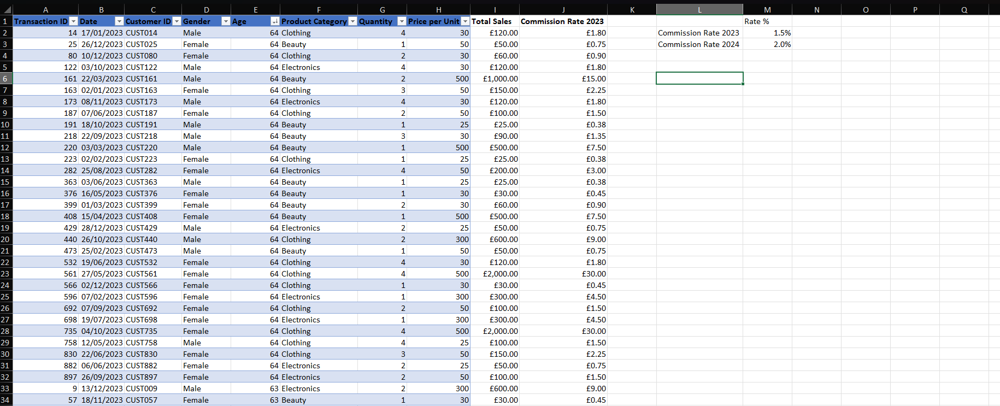 A B C D E F G H I J K L M N O P Q
1 Transaction ID Date Customer ID Gender Age Product Category Quantity Price per Unit Total Sales Commission Rate 2023 Rate %
2 14 17/01/2023 CUST014 Male 64 Clothing 4 30 £120.00 £1.80 Commission Rate 2023 1.5%
3 25 26/12/2023 CUST025 Female 64 Beauty 1 50 £50.00 £0.75 Commission Rate 2024 2.0%
4 80 10/12/2023 CUST080 Female 64 Clothing 2 30 £60.00 £0.90
5 122 03/10/2023 CUST122 Male 64 Electronics 4 30 £120.00 £1.80
6 161 22/03/2023 CUST161 Male 64 Beauty 2 500 £1,000.00 £15.00
7 163 02/01/2023 CUST163 Female 64 Clothing 3 50 £150.00 £2.25
8 173 08/11/2023 CUST173 Male 64 Electronics 4 30 £120.00 £1.80
9 187 07/06/2023 CUST187 Female 64 Clothing 2 50 £100.00 £1.50
10 191 18/10/2023 CUST191 Male 64 Beauty 1 25 £25.00 £0.38
11 218 22/09/2023 CUST218 Male 64 Beauty 3 30 £90.00 £1.35
12 220 03/03/2023 CUST220 Male 64 Beauty 1 500 £500.00 £7.50
13 223 02/02/2023 CUST223 Female 64 Clothing 1 25 £25.00 £0.38
14 282 25/08/2023 CUST282 Female 64 Electronics 4 50 £200.00 £3.00
15 363 03/06/2023 CUST363 Male 64 Beauty 1 25 £25.00 £0.38
16 376 16/05/2023 CUST376 Female 64 Beauty 1 30 £30.00 £0.45
17 399 01/03/2023 CUST399 Female 64 Beauty 2 30 £60.00 £0.90
18 408 15/04/2023 CUST408 Female 64 Beauty 1 500 £500.00 £7.50
19 429 28/12/2023 CUST429 Male 64 Electronics 2 25 £50.00 £0.75
20 440 26/10/2023 CUST440 Male 64 Clothing 2 300 £600.00 £9.00
21 473 25/02/2023 CUST473 Male 64 Beauty 1 50 £50.00 £0.75
22 532 19/06/2023 CUST532 Female 64 Clothing 4 30 £120.00 £1.80
23 561 27/05/2023 CUST561 Female 64 Clothing 4 500 £2,000.00 £30.00
24 566 02/12/2023 CUST566 Female 64 Clothing 1 30 £30.00 £0.45
25 596 07/02/2023 CUST596 Female 64 Electronics 1 300 £300.00 £4.50
26 692 07/09/2023 CUST692 Female 64 Clothing 2 50 £100.00 £1.50
27 698 19/07/2023 CUST698 Female 64 Electronics 1 300 £300.00 £4.50
28 735 04/10/2023 CUST735 Female 64 Clothing 4 500 £2,000.00 £30.00
29 758 12/05/2023 CUST758 Male 64 Clothing 4 25 £100.00 £1.50
30 830 22/06/2023 CUST830 Female 64 Clothing 3 50 £150.00 £2.25
31 882 06/06/2023 CUST882 Female 64 Electronics 2 25 £50.00 £0.75
32 897 26/09/2023 CUST897 Female 64 Electronics 2 50 £100.00 £1.50
33 9 13/12/2023 CUST009 Male 63 Electronics 2 300 £600.00 £9.00
34 57 18/11/2023 CUST057 Female 63 Beauty 1 30 £30.00 £0.45